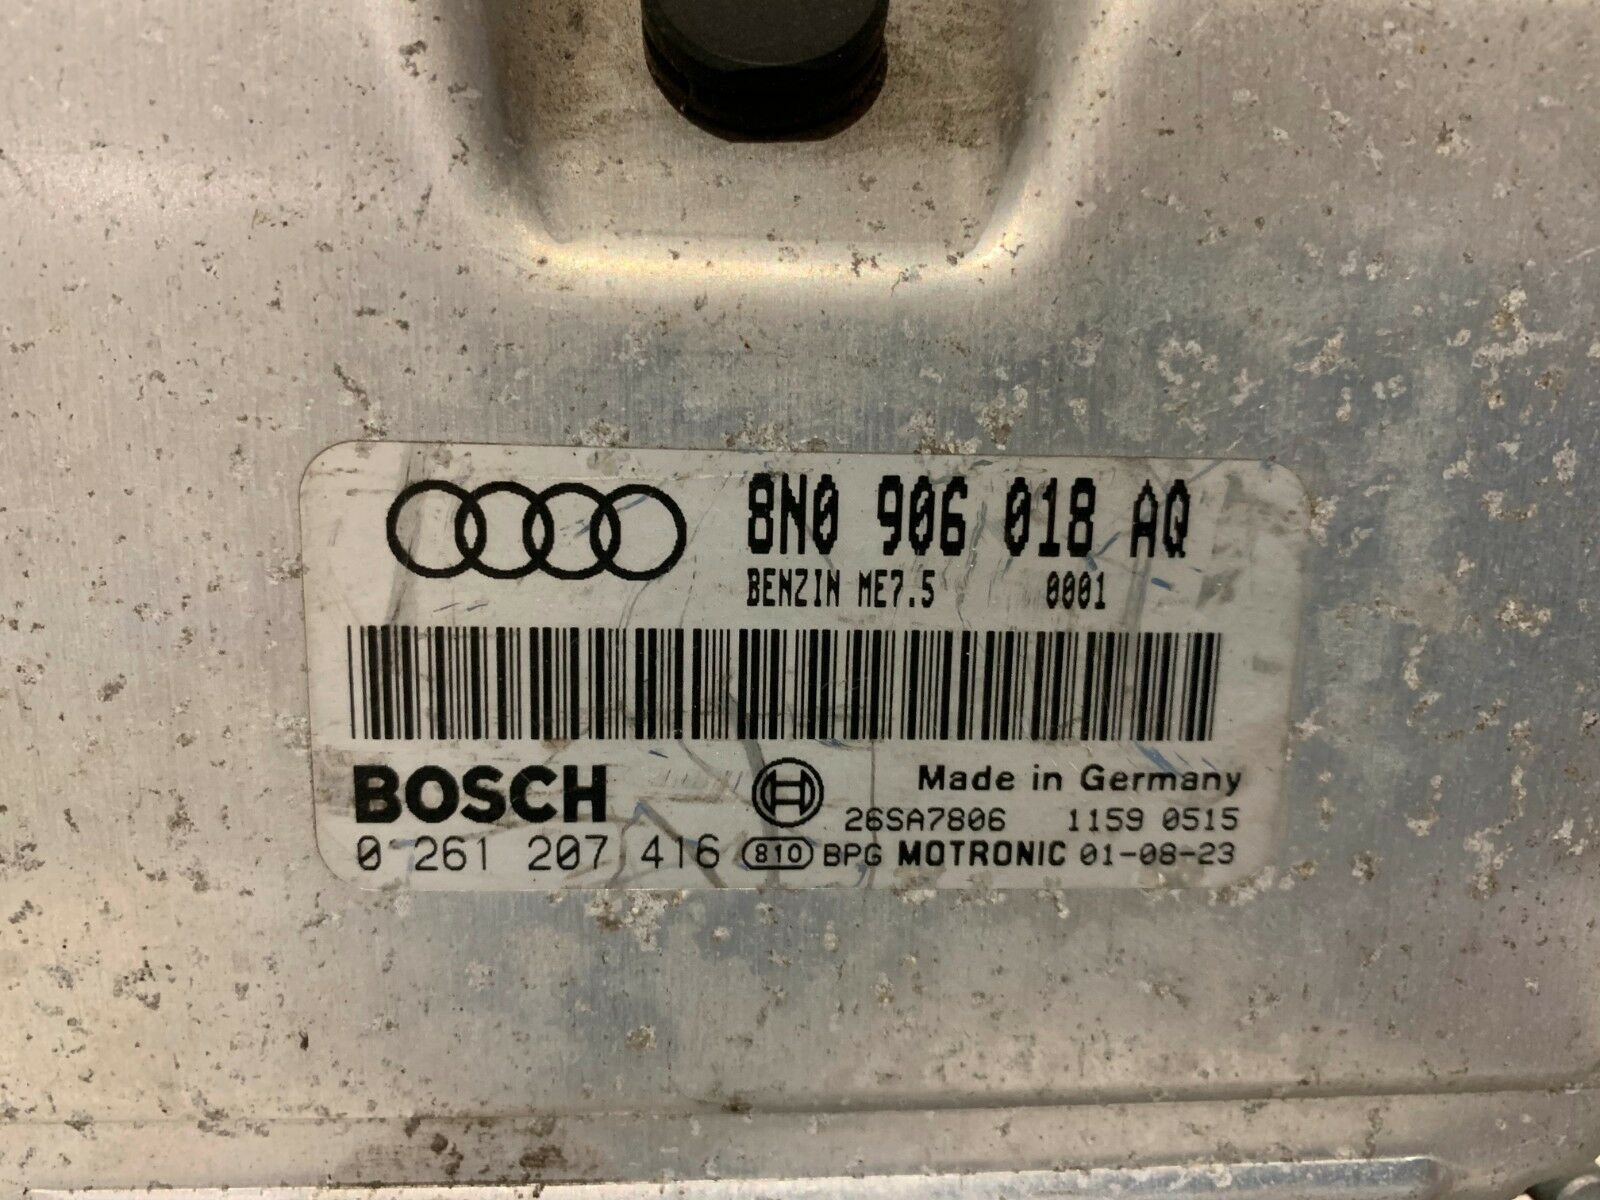 8N0 906 018 AQ
BENZIN ME7.5 0001
BOSCH Made in Germany
26SA7806 1159 0515
0 261 207 416 810 BPG MOTRONIC 01-08-23